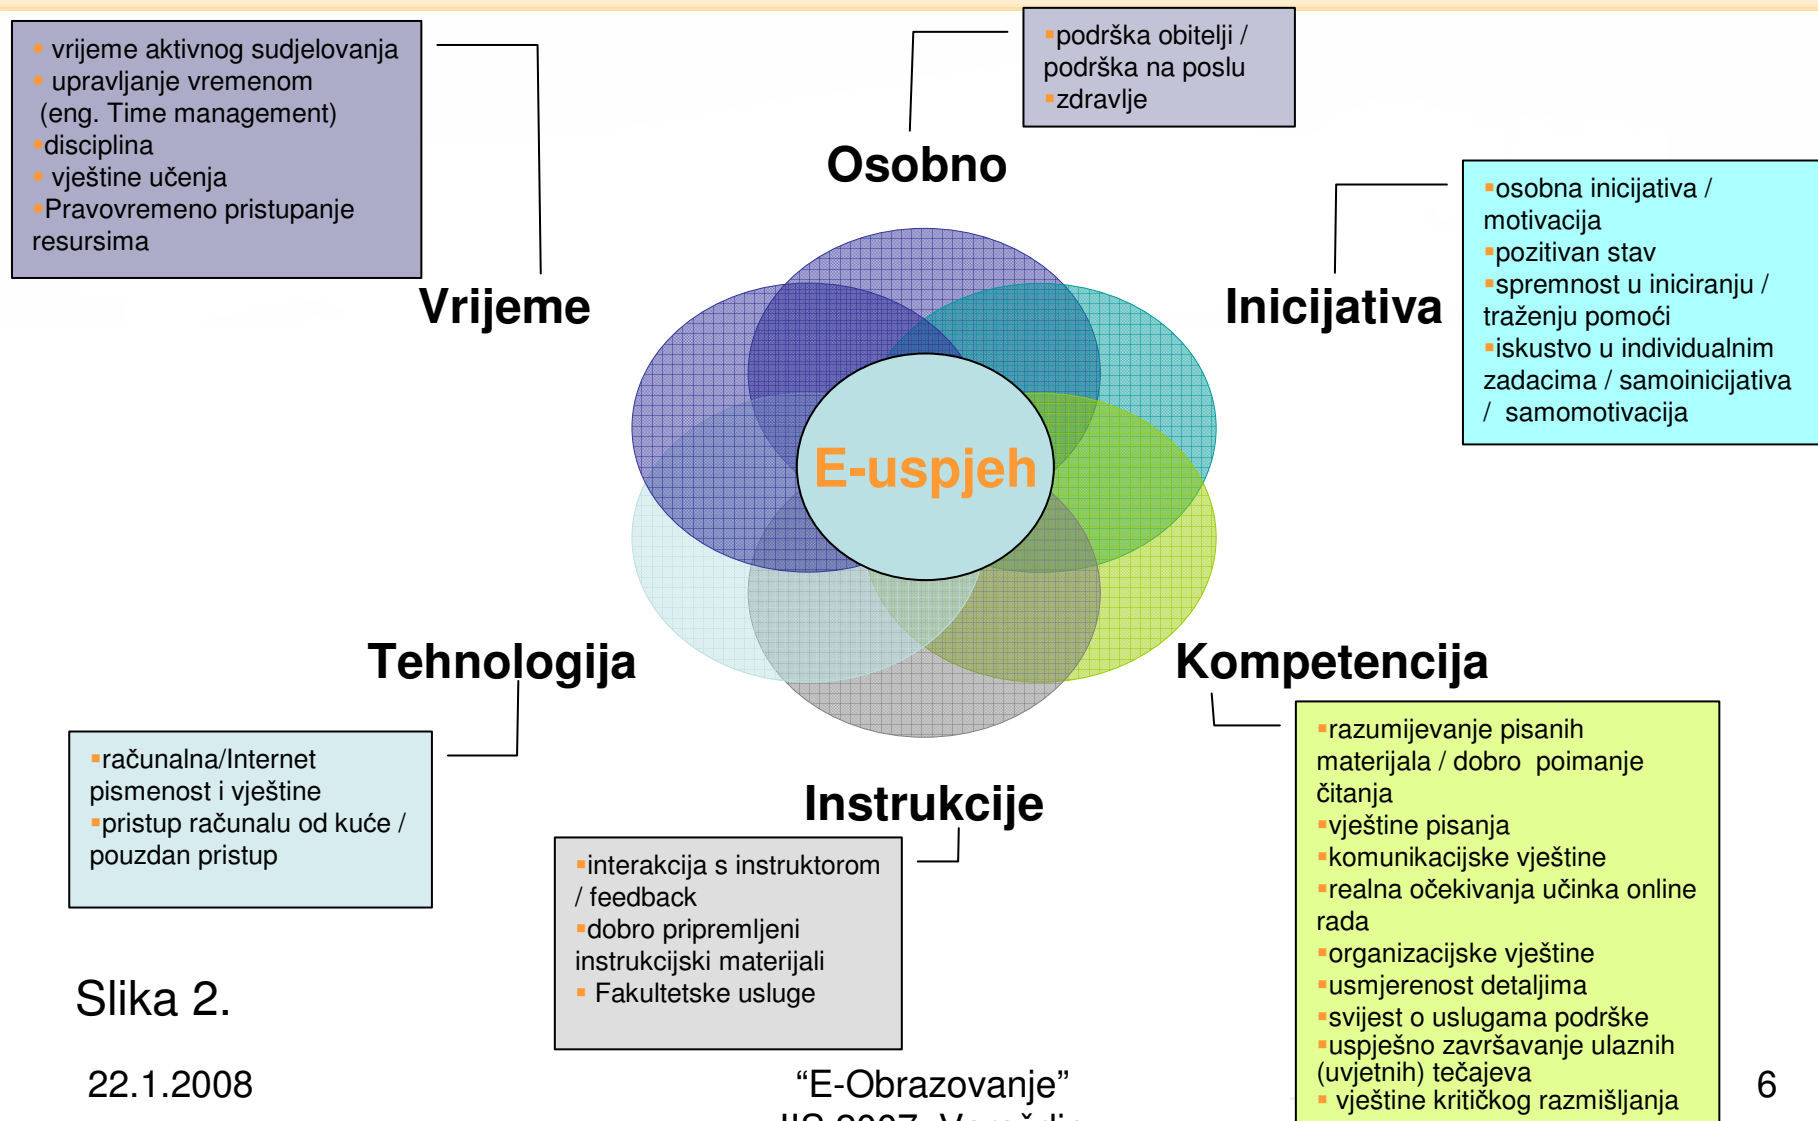 ▪ vrijeme aktivnog sudjelovanja
▪ upravljanje vremenom
(eng. Time management)
▪disciplina
▪ vještine učenja
▪Pravovremeno pristupanje
resursima
Vrijeme
▪podrška obitelji /
podrška na poslu
▪zdravlje
Osobno
▪osobna inicijativa /
motivacija
▪pozitivan stav
▪spremnost u iniciranju /
traženju pomoći
▪iskustvo u individualnim
zadacima / samoinicijativa
/ samomotivacija
Inicijativa
E-uspjeh
Tehnologija
▪računalna/Internet
pismenost i vještine
▪pristup računalu od kuće /
pouzdan pristup
Instrukcije
▪interakcija s instruktorom
/ feedback
▪dobro pripremljeni
instrukcijski materijali
▪ Fakultetske usluge
Kompetencija
▪razumijevanje pisanih
materijala / dobro poimanje
čitanja
▪vještine pisanja
▪komunikacijske vještine
▪realna očekivanja učinka online
rada
▪organizacijske vještine
▪usmjerenost detaljima
▪svijest o uslugama podrške
▪uspješno završavanje ulaznih
(uvjetnih) tečajeva
▪ vještine kritičkog razmišljanja
Slika 2.
22.1.2008
“E-Obrazovanje”
6